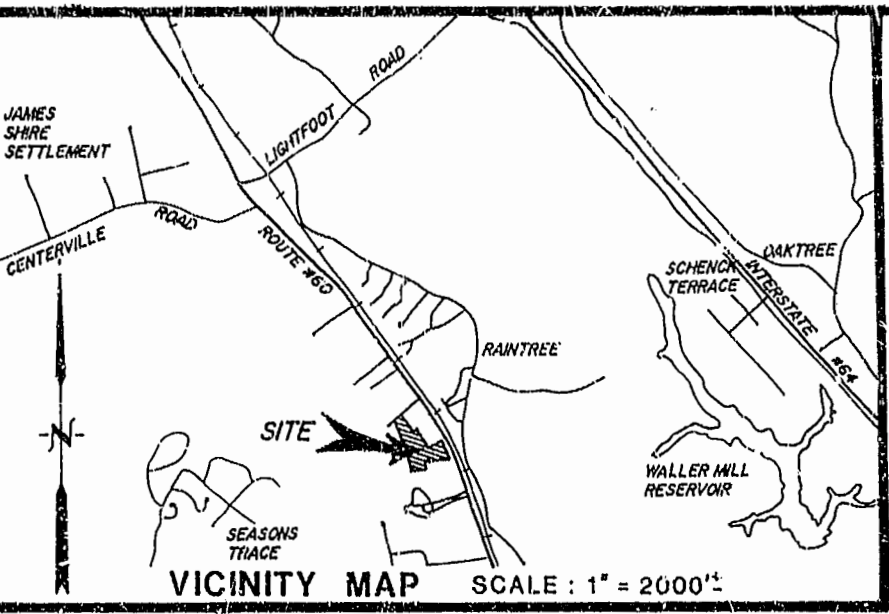 JAMES
SHIRE
SETTLEMENT
LIGHTFOOT ROAD
CENTERVILLE ROAD
ROUTE #60
SCHENCK
TERRACE
OAKTREE
INTERSTATE #64
RAINTREE
N
SITE
WALLER MILL
RESERVOIR
SEASONS
TRACE
VICINITY MAP SCALE : 1" = 2000'±